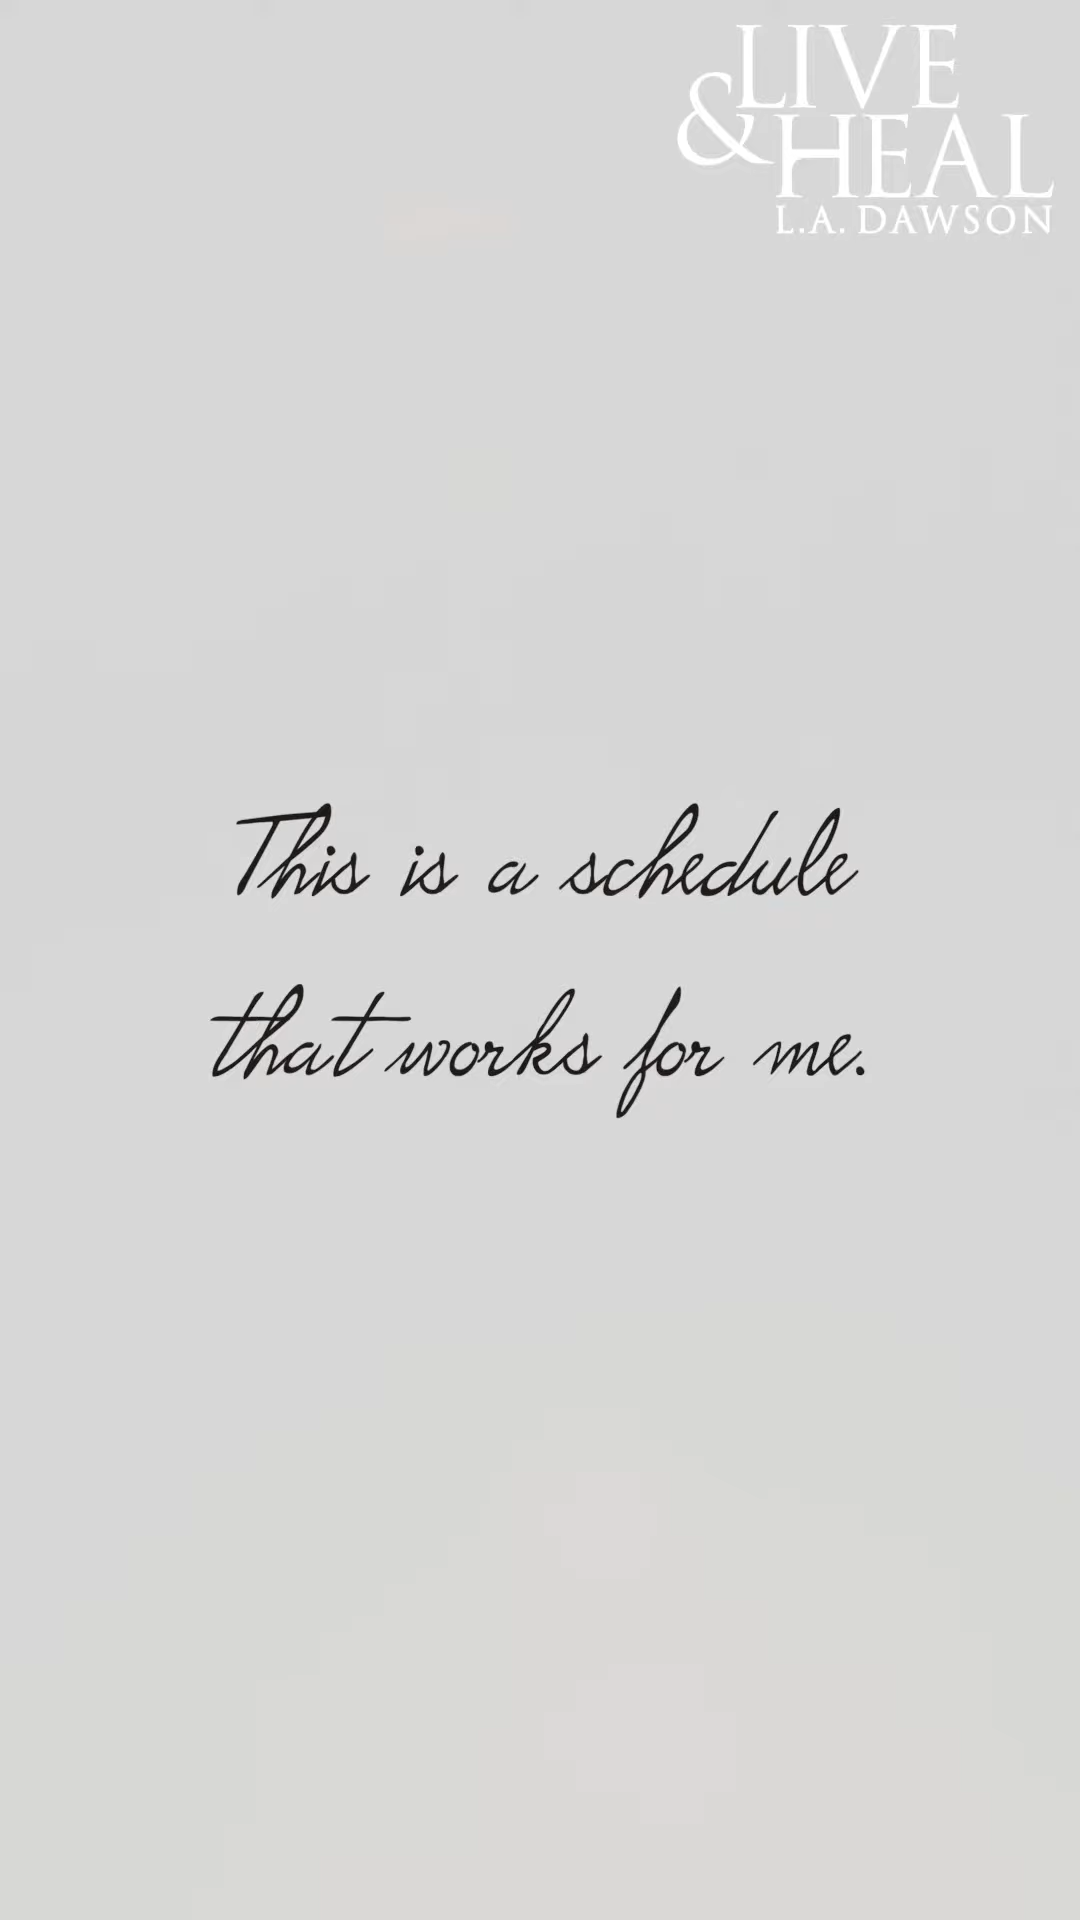 LIVE
& HEAL
L.A. DAWSON
This is a schedule
that works for me.